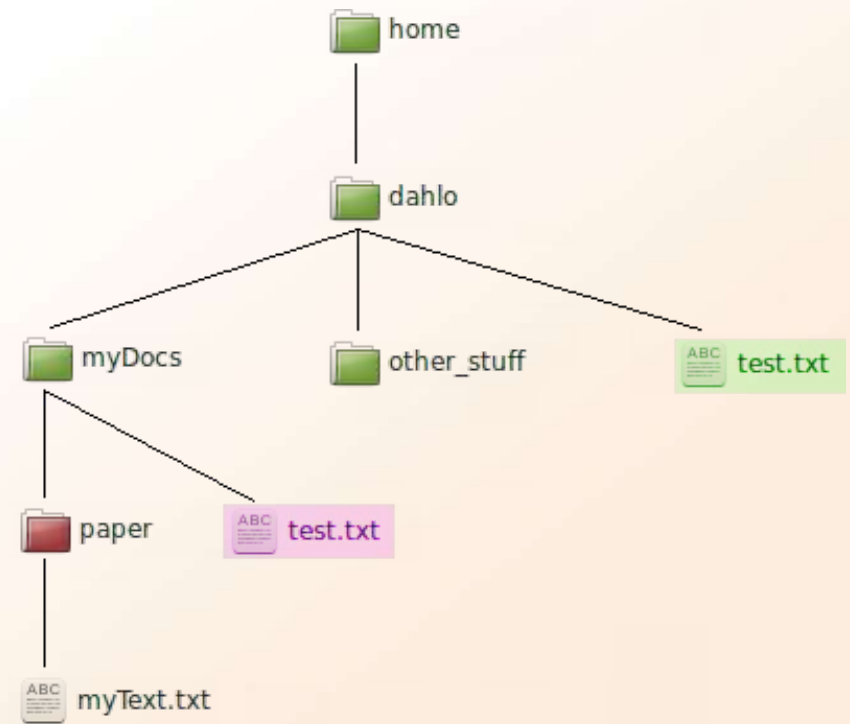 home
dahlo
myDocs
other_stuff
ABC
test.txt
paper
ABC
test.txt
ABC
myText.txt